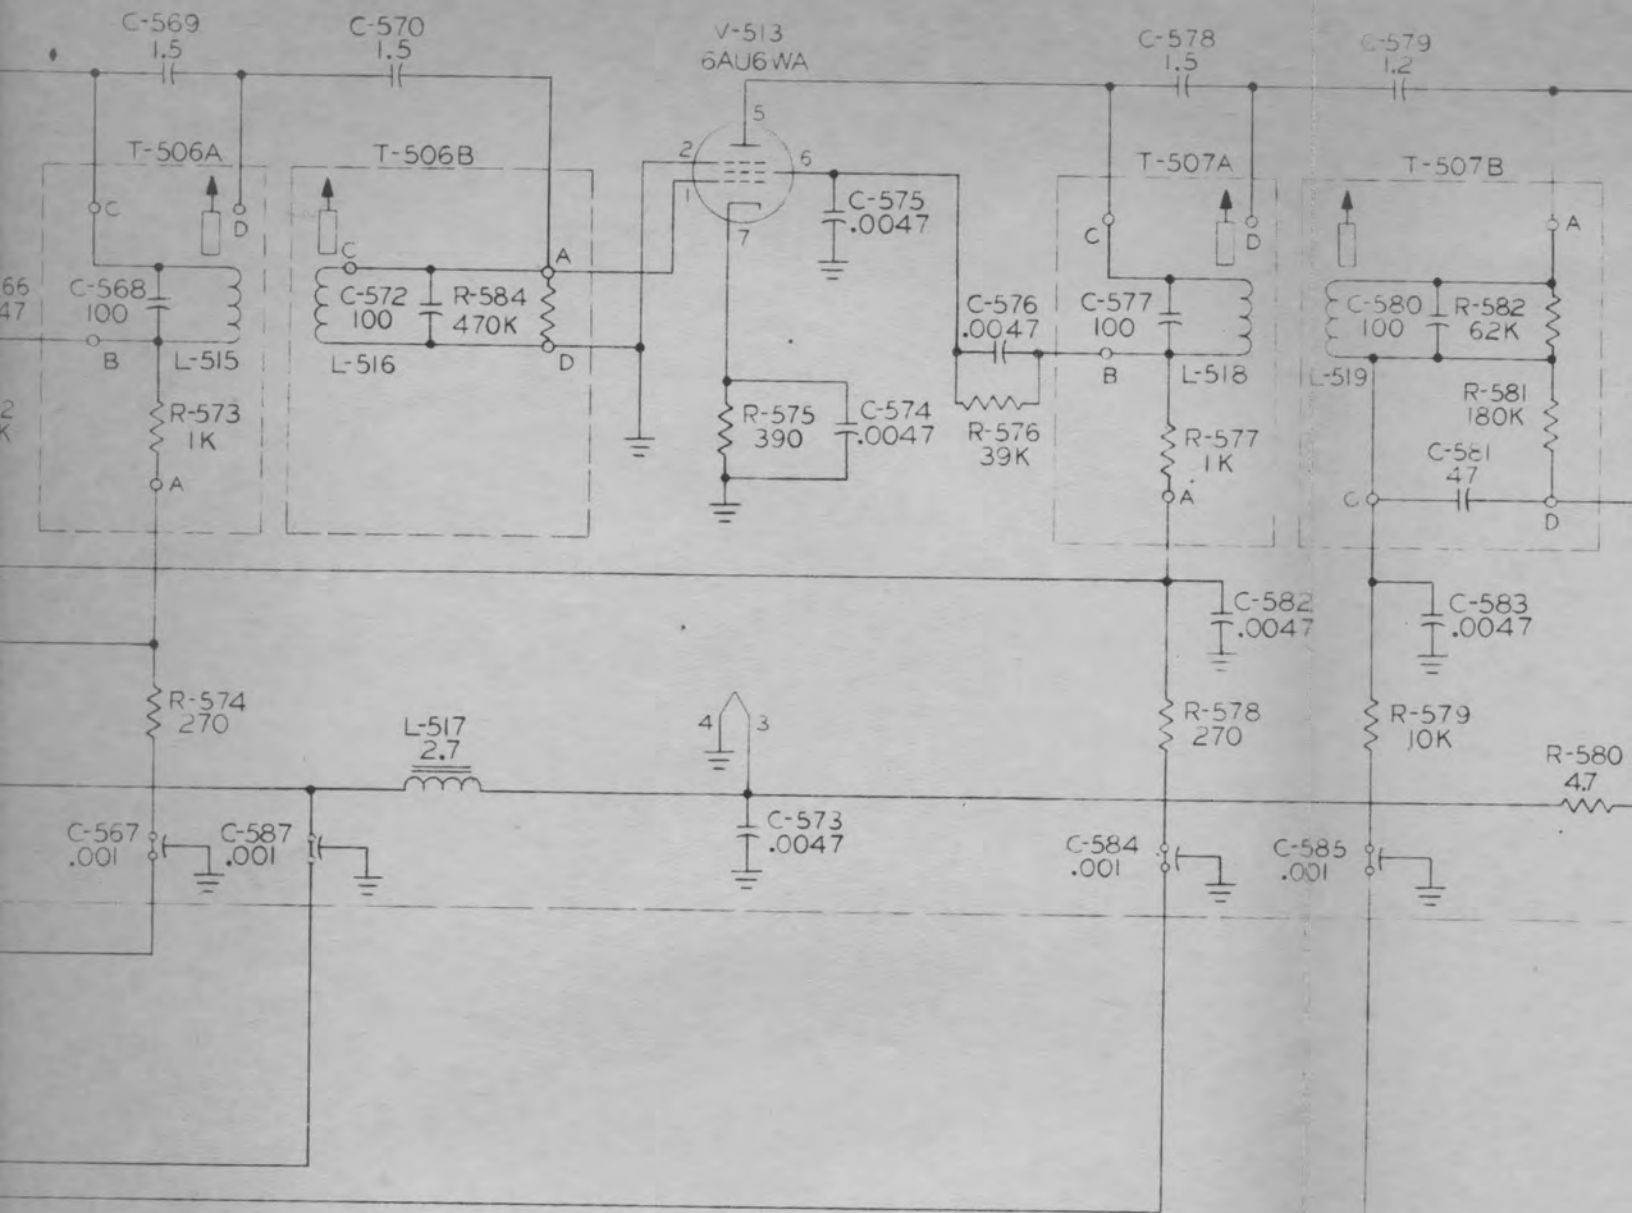 C-569
1.5
C-570
1.5
V-513
6AU6WA
C-578
1.5
C-579
1.2
T-506A
T-506B
T-507A
T-507B
5
2
6
1
7
C
D
C
A
C-575
.0047
C
D
A
66
47
C-568
100
C-572
100
R-584
470K
C-576
.0047
C-577
100
C-580
100
R-582
62K
B
L-515
L-516
D
B
L-518
L-519
2
K
R-573
1K
R-575
390
C-574
.0047
R-576
39K
R-577
1K
R-581
180K
C-581
47
A
A
C
D
C-582
.0047
C-583
.0047
R-574
270
L-517
2.7
4
3
R-578
270
R-579
10K
R-580
47
C-567
.001
C-587
.001
C-573
.0047
C-584
.001
C-585
.001